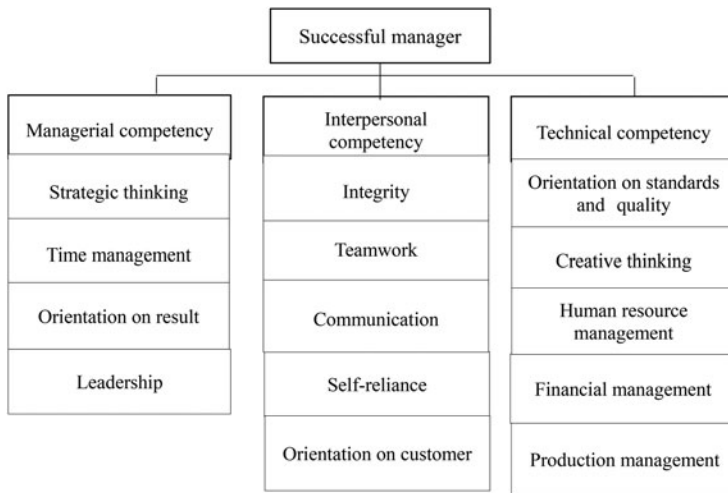 Successful manager
Managerial competency
Strategic thinking
Time management
Orientation on result
Leadership
Interpersonal
competency
Integrity
Teamwork
Communication
Self-reliance
Orientation on customer
Technical competency
Orientation on standards
and quality
Creative thinking
Human resource
management
Financial management
Production management